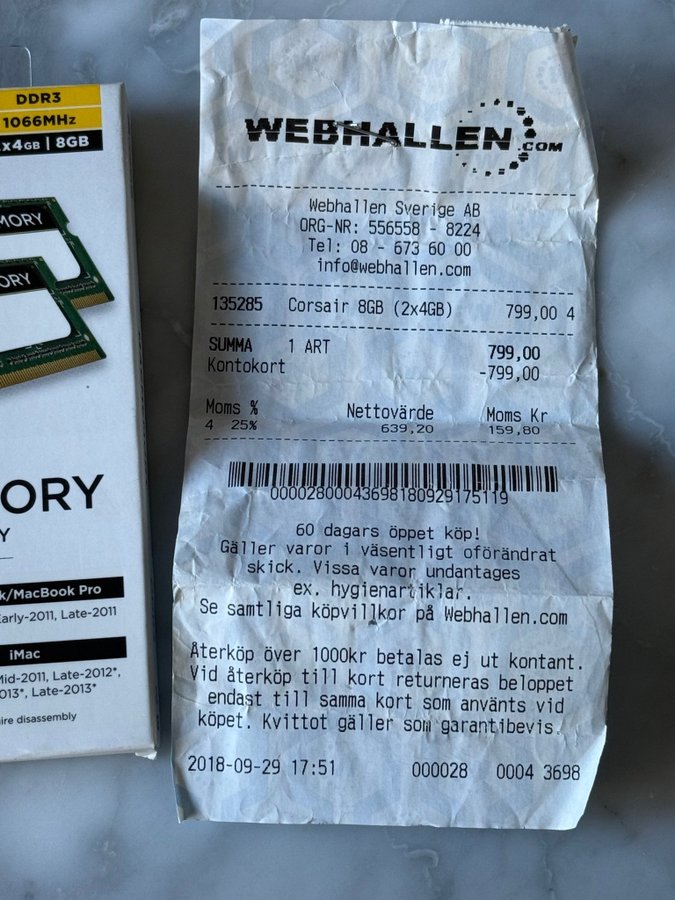 DDR3
1066MHz
x4GB | 8GB
MORY
ORY
ORY
Y
k/MacBook Pro
Early-2011, Late-2011
iMac
Mid-2011, Late-2012*,
013*, Late-2013*
ire disassembly
WEBHALLEN.COM
Webhallen Sverige AB
ORG-NR: 556558 - 8224
Tel: 08 - 673 60 00
info@webhallen.com
135285 Corsair 8GB (2x4GB) 799,00 4
SUMMA 1 ART 799,00
Kontokort -799,00
Moms % Nettovärde Moms Kr
4 25% 639,20 159,80
00002800043698180929175119
60 dagars öppet köp!
Gäller varor i väsentligt oförändrat
skick. Vissa varor undantages
ex. hygienartiklar.
Se samtliga köpvillkor på Webhallen.com
Återköp över 1000kr betalas ej ut kontant.
Vid återköp till kort returneras beloppet
endast till samma kort som använts vid
köpet. Kvittot gäller som garantibevis.
2018-09-29 17:51 000028 0004 3698